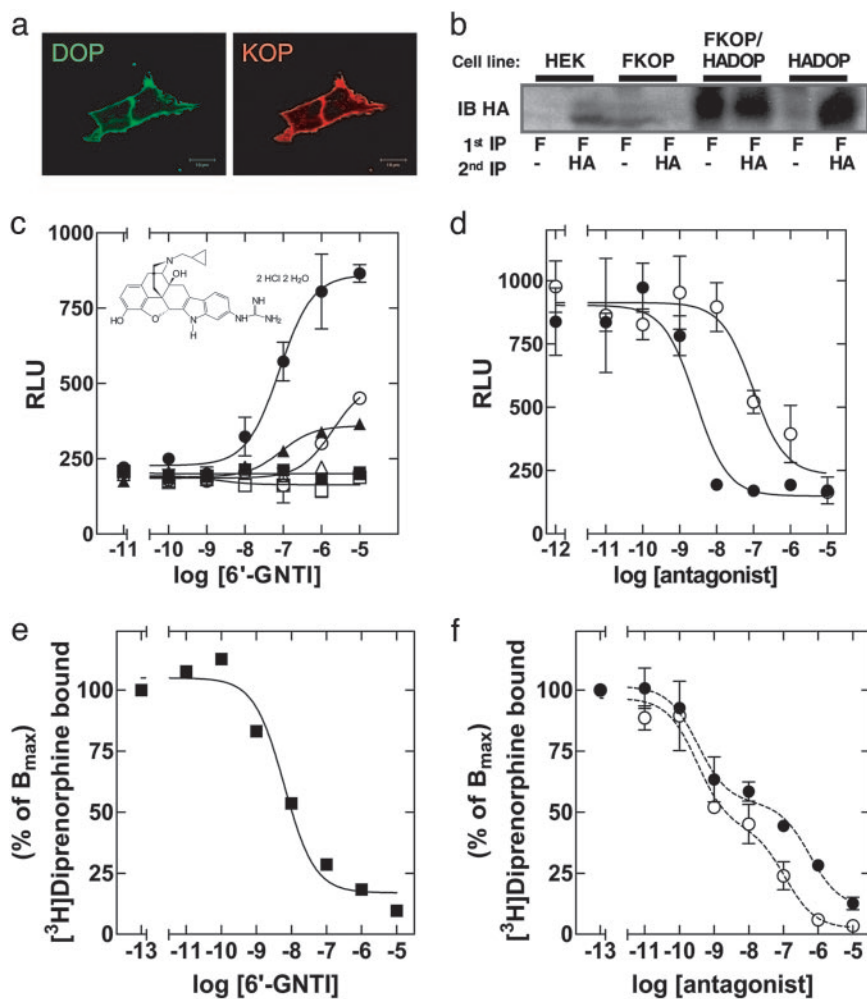 a
DOP
KOP
b
Cell line:
HEK
FKOP
FKOP/
HADOP
HADOP
IB HA
1st IP F F F F F F F F
2nd IP - HA - HA - HA - HA
c
1000
750
500
250
0
RLU
N
OH
HO
O
N
H
N
H
NH
NH2
2 HCl 2 H2O
-11 -10 -9 -8 -7 -6 -5
log [6'-GNTI]
d
1000
750
500
250
0
RLU
-12 -11 -10 -9 -8 -7 -6 -5
log [antagonist]
e
100
75
50
25
0
[3H]Diprenorphine bound
(% of Bmax)
-13 -11 -10 -9 -8 -7 -6 -5
log [6'-GNTI]
f
100
75
50
25
0
[3H]Diprenorphine bound
(% of Bmax)
-13 -11 -10 -9 -8 -7 -6 -5
log [antagonist]